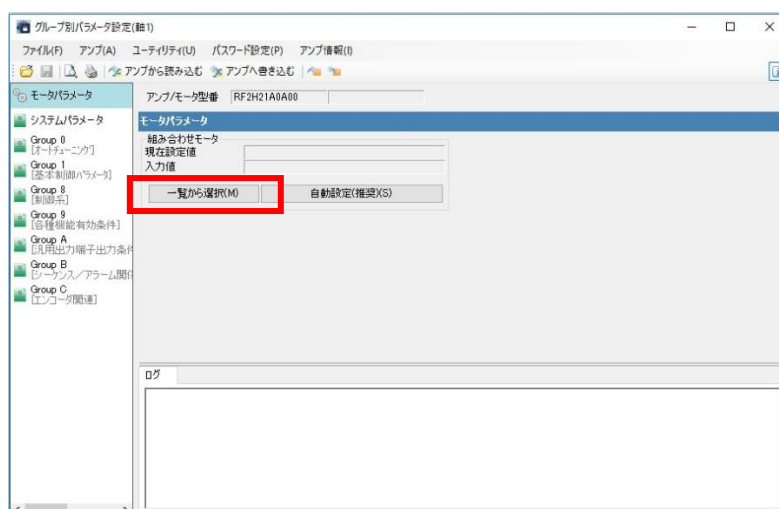 グループ別パラメータ設定(軸1)
ファイル(F) アンプ(A) ユーティリティ(U) パスワード設定(P) アンプ情報(I)
アンプから読み込む アンプへ書き込む
モータパラメータ
アンプ/モータ型番 RF2H21A0A00
システムパラメータ
モータパラメータ
Group 0
[オートチューニング]
Group 1
[基本制御パラメータ]
Group 8
[制御系]
Group 9
[各種機能有効条件]
Group A
[汎用出力端子出力条件
Group B
[シーケンス/アラーム関係
Group C
[エンコーダ関連]
組み合わせモータ
現在設定値
入力値
一覧から選択(M) 自動設定(推奨)(S)
ログ